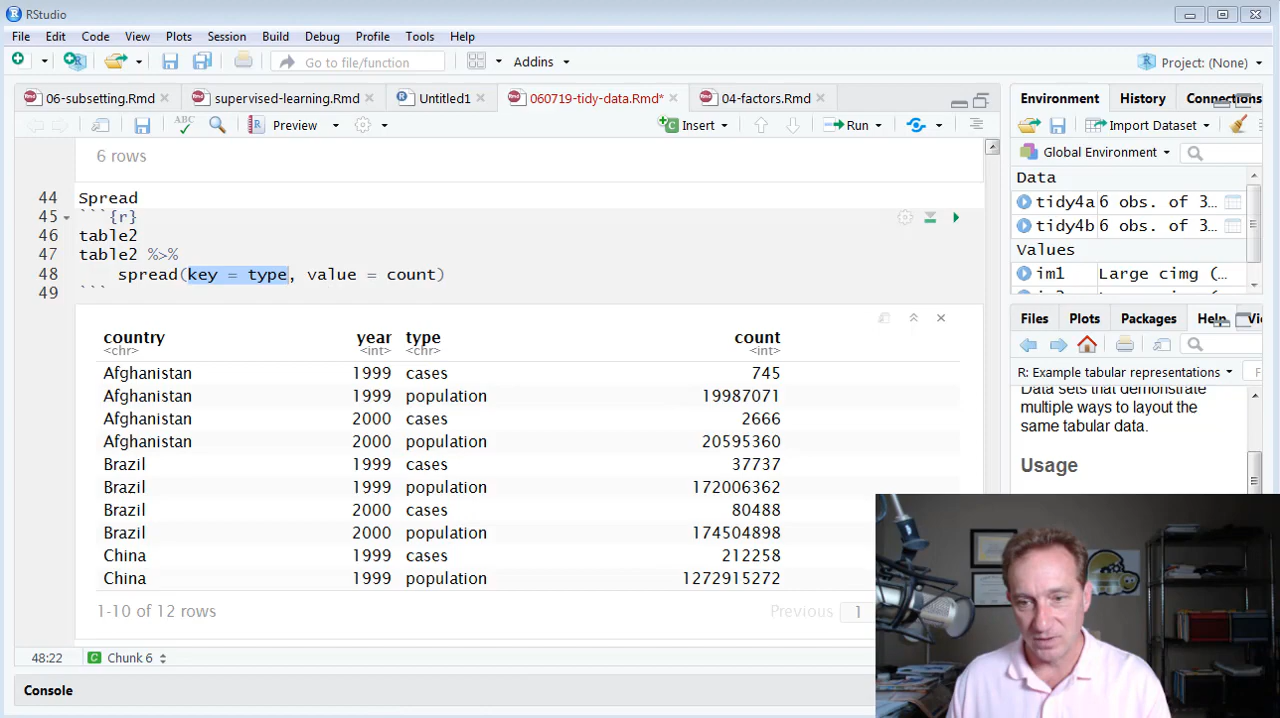 RStudio
File Edit Code View Plots Session Build Debug Profile Tools Help
Go to file/function Addins Project: (None)
06-subsetting.Rmd supervised-learning.Rmd Untitled1 060719-tidy-data.Rmd* 04-factors.Rmd
ABC Preview Insert Run
6 rows
44 Spread
45 ```{r}
46 table2
47 table2 %>%
48 spread(key = type, value = count)
49 ```
country year type count
<chr> <int> <chr> <int>
Afghanistan 1999 cases 745
Afghanistan 1999 population 19987071
Afghanistan 2000 cases 2666
Afghanistan 2000 population 20595360
Brazil 1999 cases 37737
Brazil 1999 population 172006362
Brazil 2000 cases 80488
Brazil 2000 population 174504898
China 1999 cases 212258
China 1999 population 1272915272
1-10 of 12 rows Previous 1
48:22 Chunk 6
Console
Environment History Connections
Import Dataset
Global Environment
Data
tidy4a 6 obs. of 3...
tidy4b 6 obs. of 3...
Values
im1 Large cimg (...
Files Plots Packages Help
R: Example tabular representations
Data sets that demonstrate
multiple ways to layout the
same tabular data.
Usage